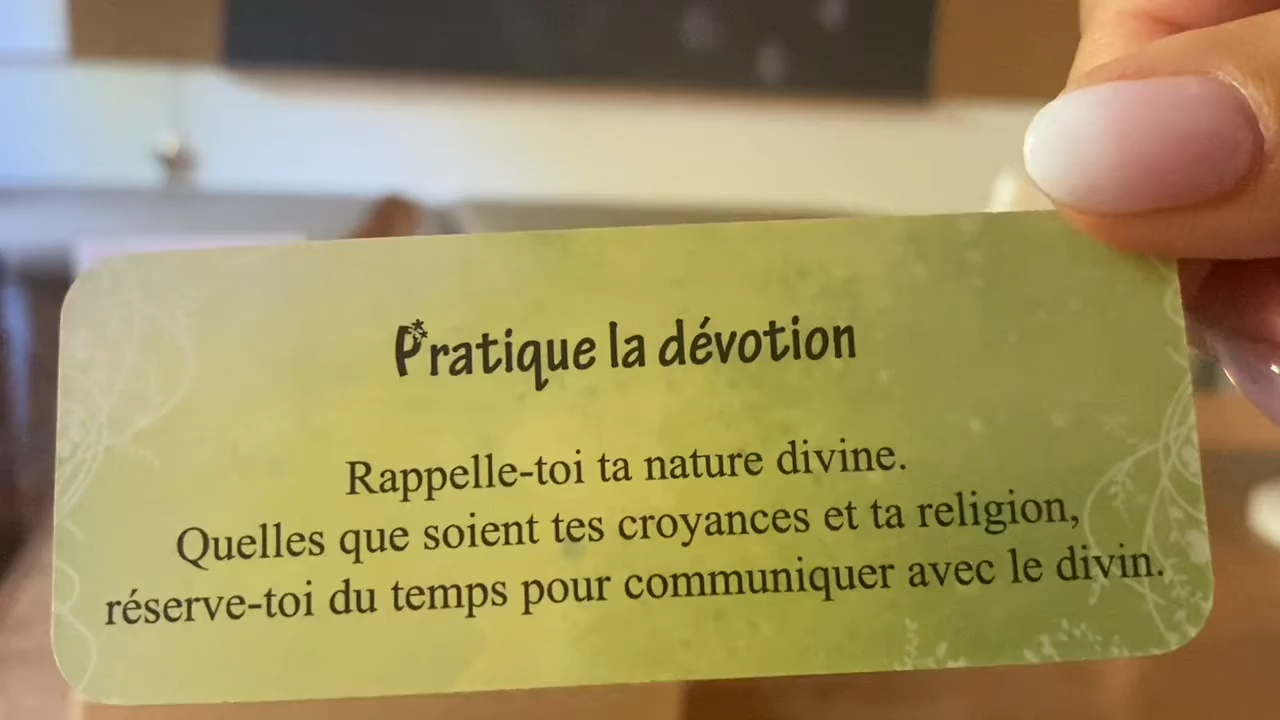 Pratique la dévotion
Rappelle-toi ta nature divine.
Quelles que soient tes croyances et ta religion,
réserve-toi du temps pour communiquer avec le divin.